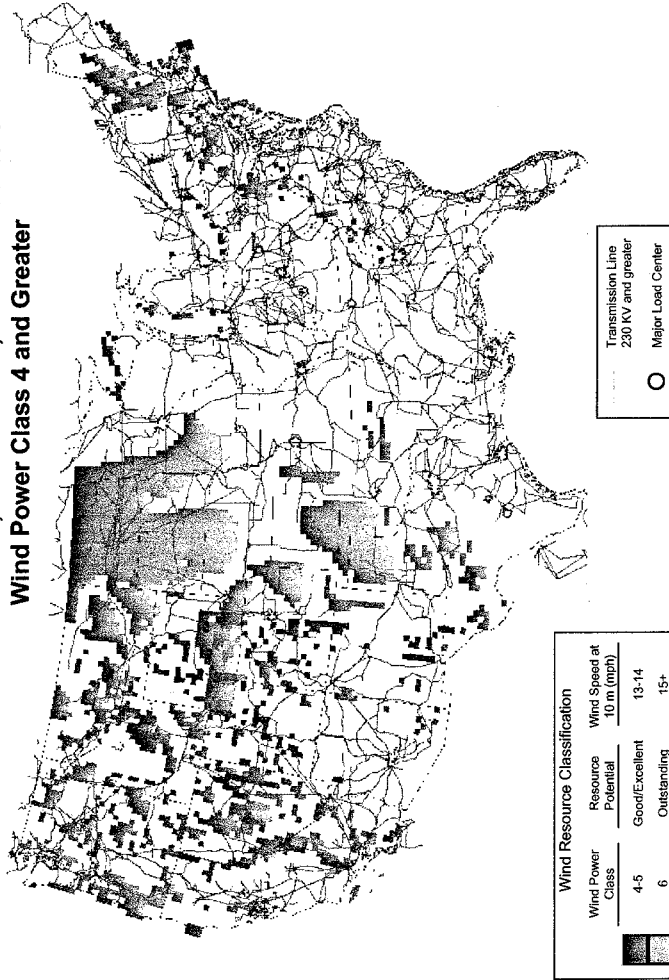 Wind Power Class 4 and Greater
Wind Resource Classification
Wind Power Class
Resource Potential
Wind Speed at 10 m (mph)
4-5
Good/Excellent
13-14
6
Outstanding
15+
Transmission Line
230 KV and greater
Major Load Center